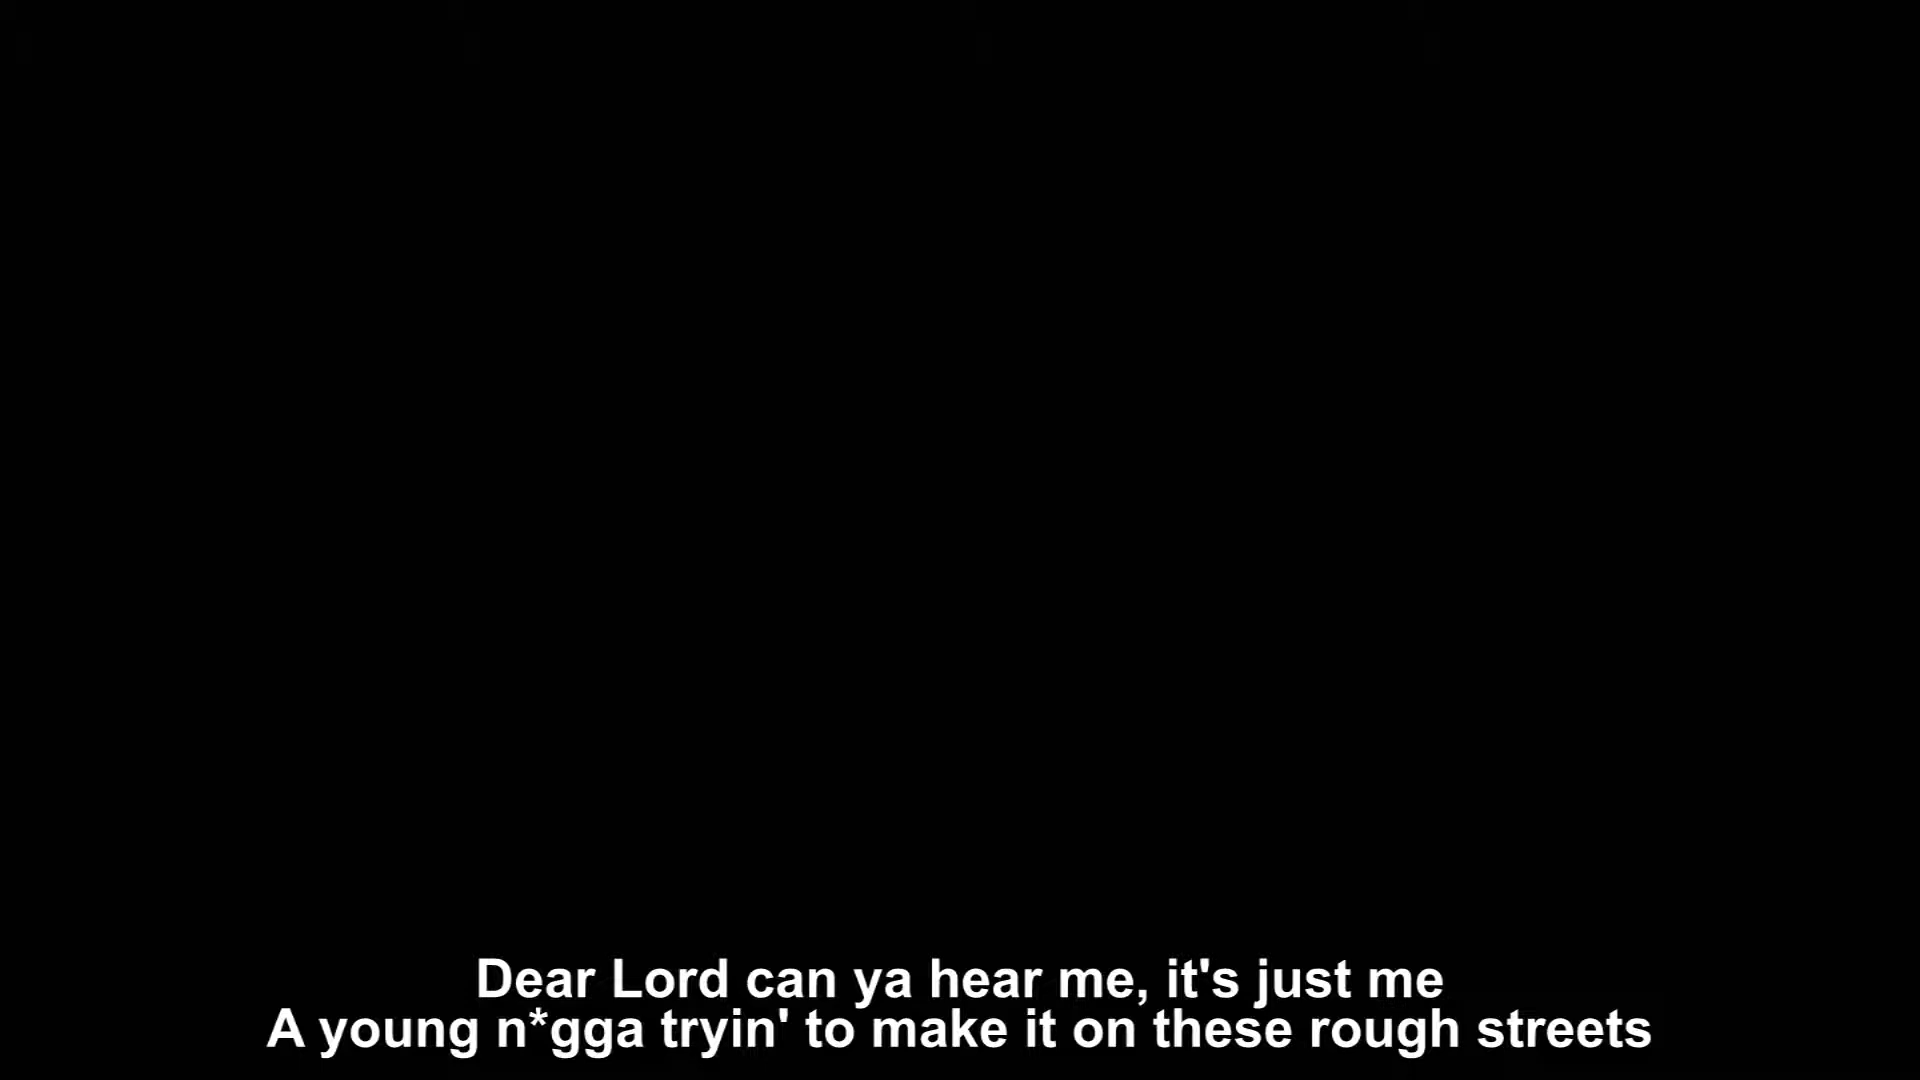 Dear Lord can ya hear me, it's just me
A young n*gga tryin' to make it on these rough streets